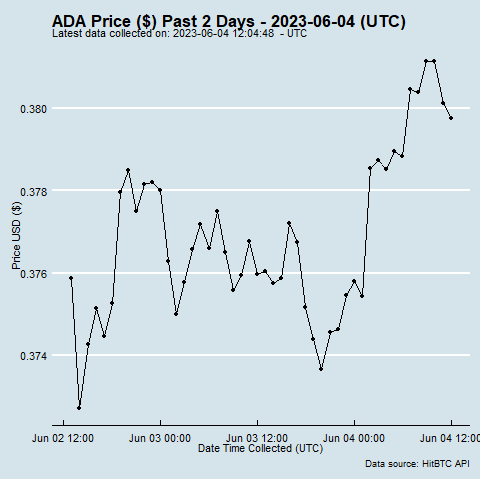 ADA Price ($) Past 2 Days - 2023-06-04 (UTC)
Latest data collected on: 2023-06-04 12:04:48 - UTC
Price USD ($)
0.380
0.378
0.376
0.374
Jun 02 12:00 Jun 03 00:00 Jun 03 12:00 Jun 04 00:00 Jun 04 12:00
Date Time Collected (UTC)
Data source: HitBTC API